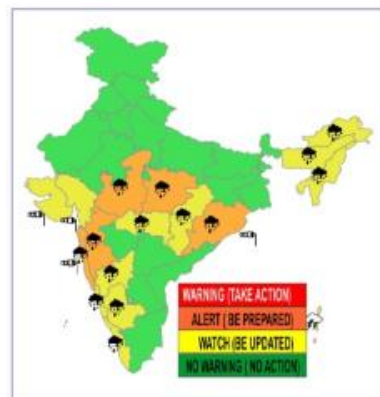 WARNING (TAKE ACTION)
ALERT ( BE PREPARED)
WATCH (BE UPDATED)
NO WARNING ( NO ACTION)